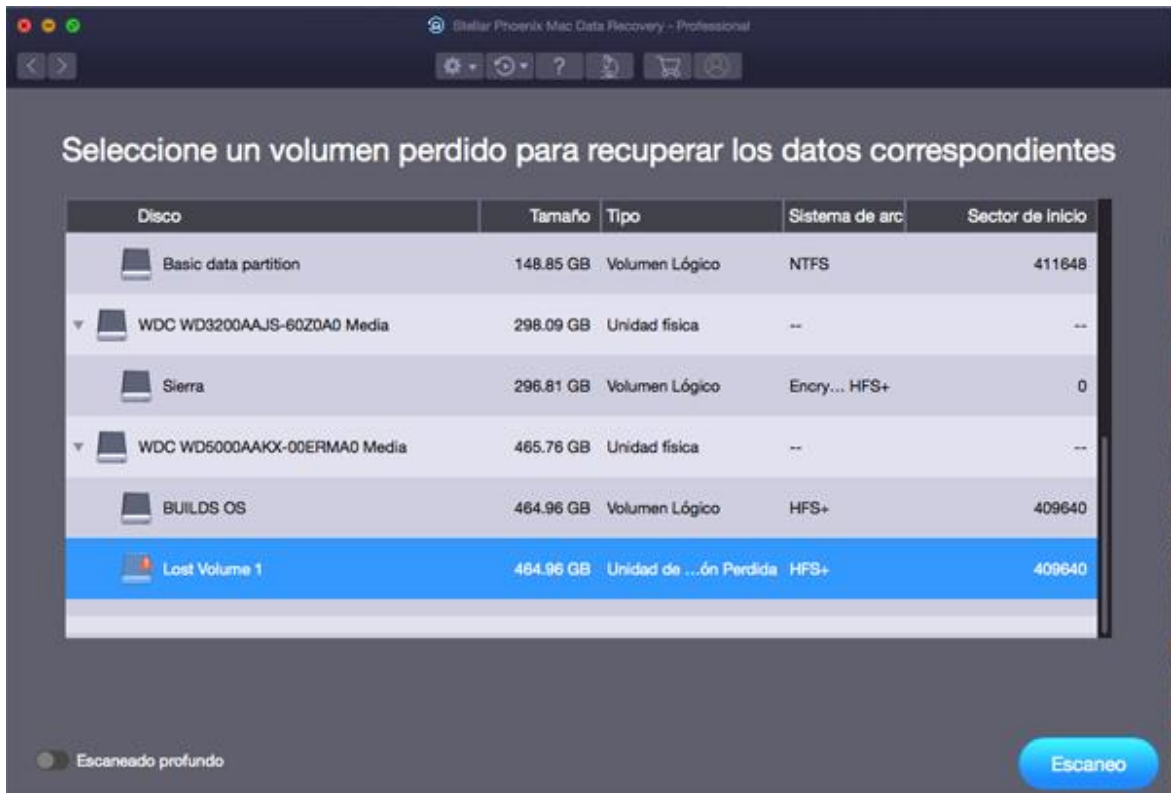 Stellar Phoenix Mac Data Recovery - Professional
Seleccione un volumen perdido para recuperar los datos correspondientes
Disco Tamaño Tipo Sistema de arc Sector de inicio
Basic data partition 148.85 GB Volumen Lógico NTFS 411648
WDC WD3200AAJS-60Z0A0 Media 298.09 GB Unidad física -- --
Sierra 296.81 GB Volumen Lógico Encry... HFS+ 0
WDC WD5000AAKX-00ERMA0 Media 465.76 GB Unidad física -- --
BUILDS OS 464.96 GB Volumen Lógico HFS+ 409640
Lost Volume 1 464.96 GB Unidad de ...ón Perdida HFS+ 409640
Escaneado profundo Escaneo